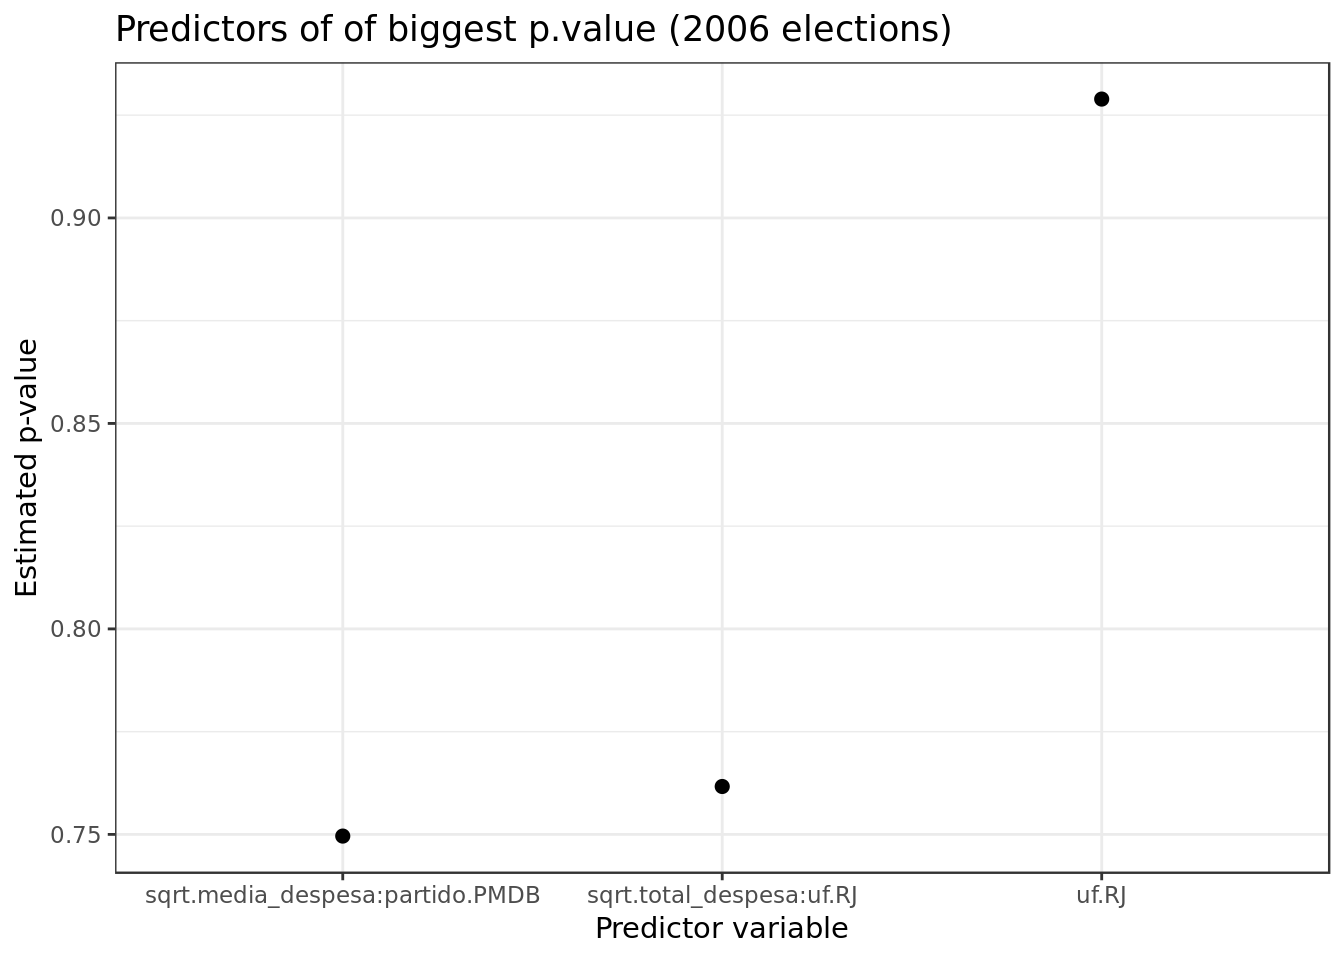 Predictors of of biggest p.value (2006 elections)
Estimated p-value
0.90
0.85
0.80
0.75
sqrt.media_despesa:partido.PMDB sqrt.total_despesa:uf.RJ uf.RJ
Predictor variable